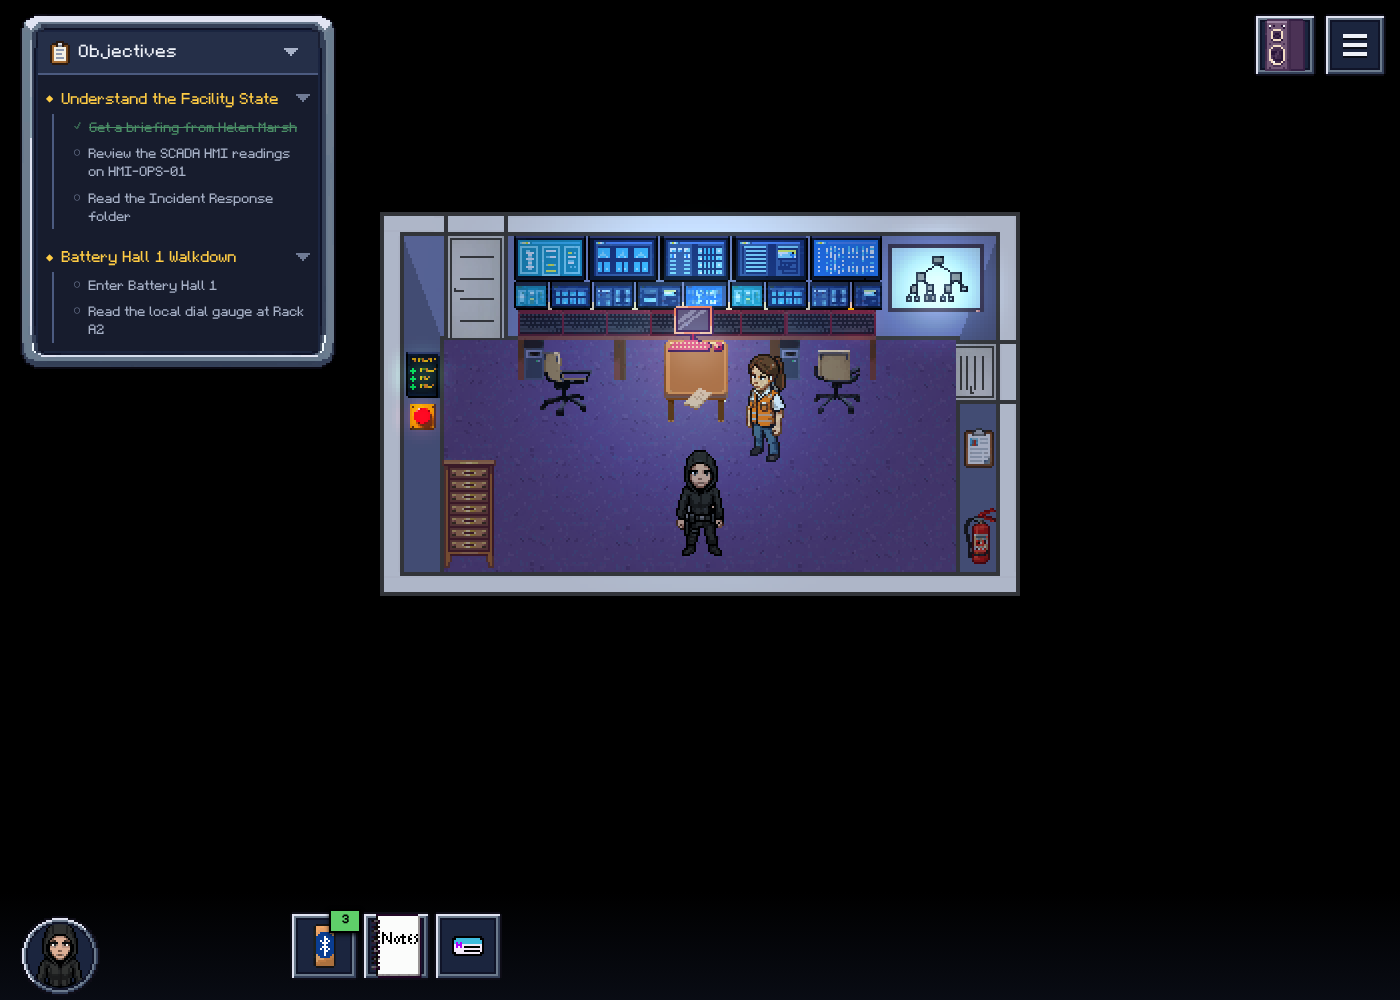 Objectives
Understand the Facility State
Get a briefing from Helen Marsh
Review the SCADA HMI readings
on HMI-OPS-01
Read the Incident Response
folder
Battery Hall 1 Walkdown
Enter Battery Hall 1
Read the local dial gauge at Rack
A2
3
Notes